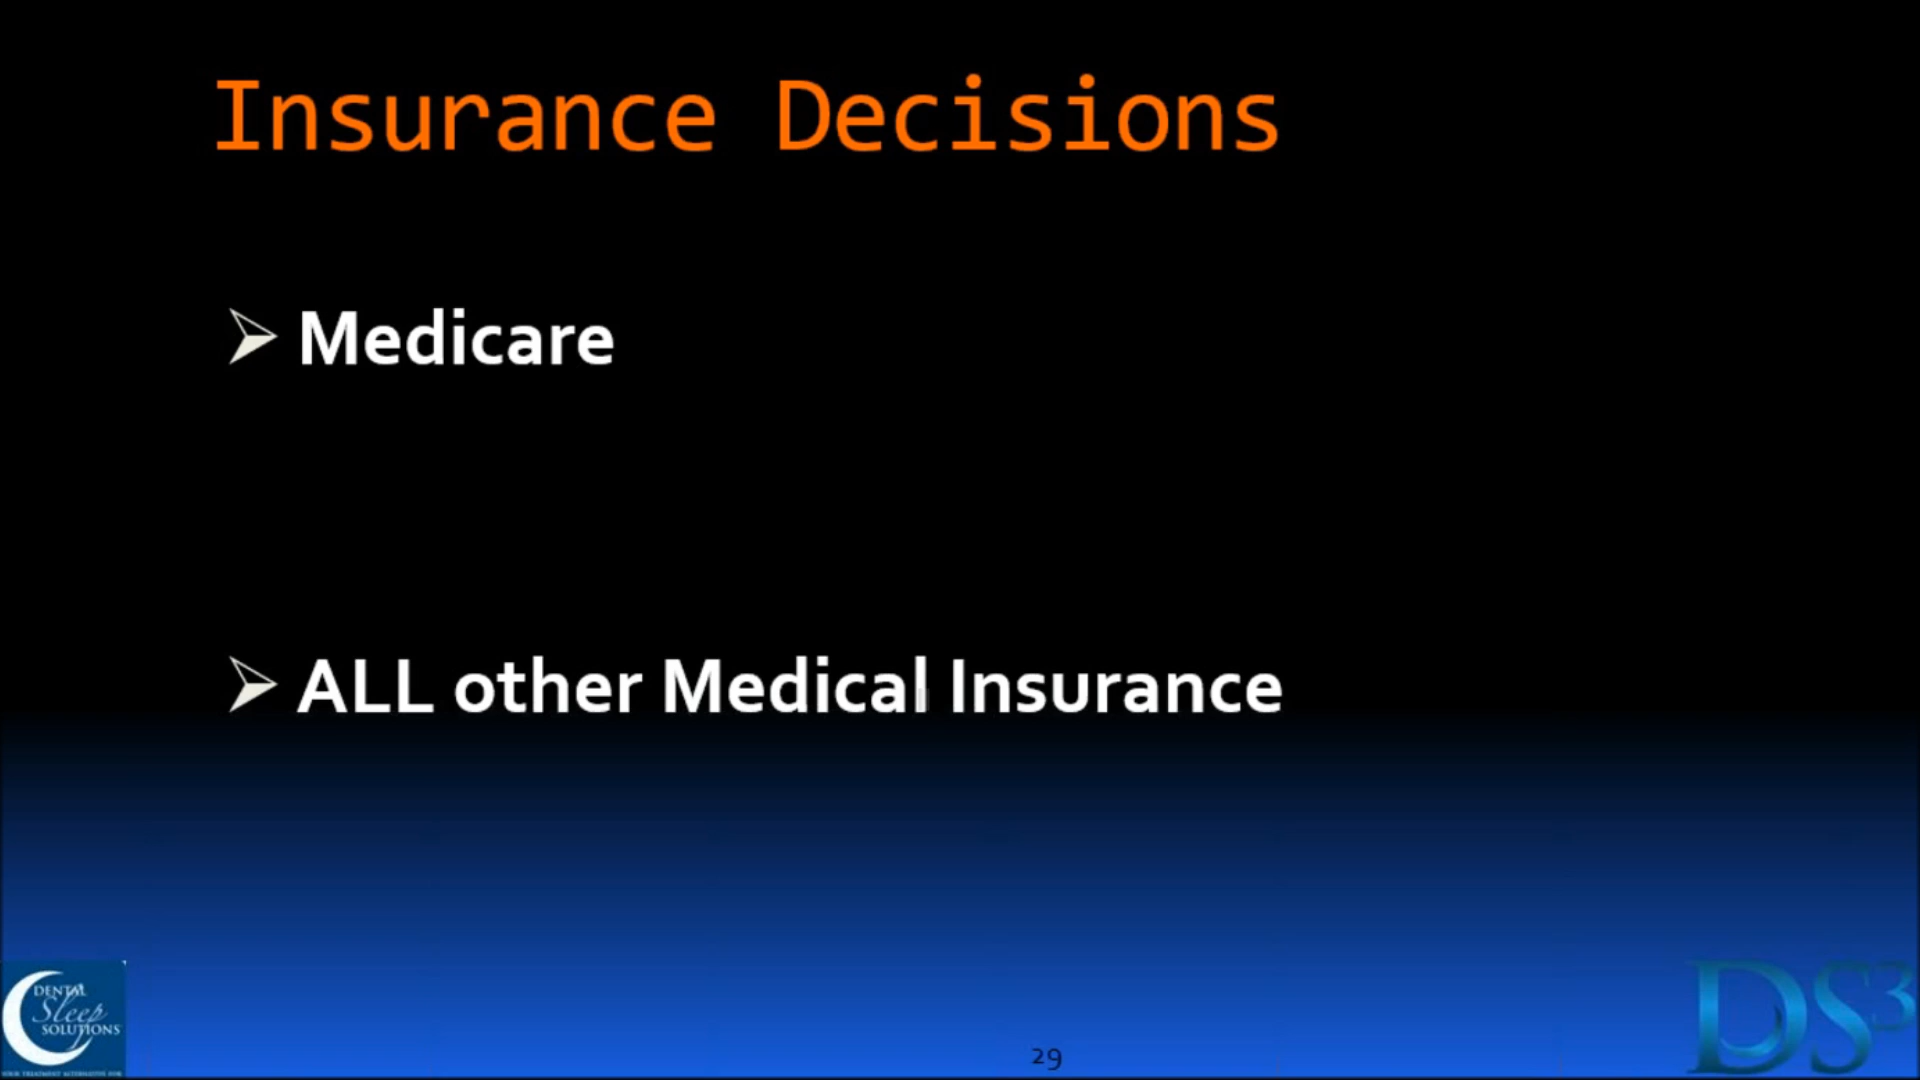 Insurance Decisions
Medicare
ALL other Medical Insurance
DENTAL
Sleep
SOLUTIONS
29
DS3